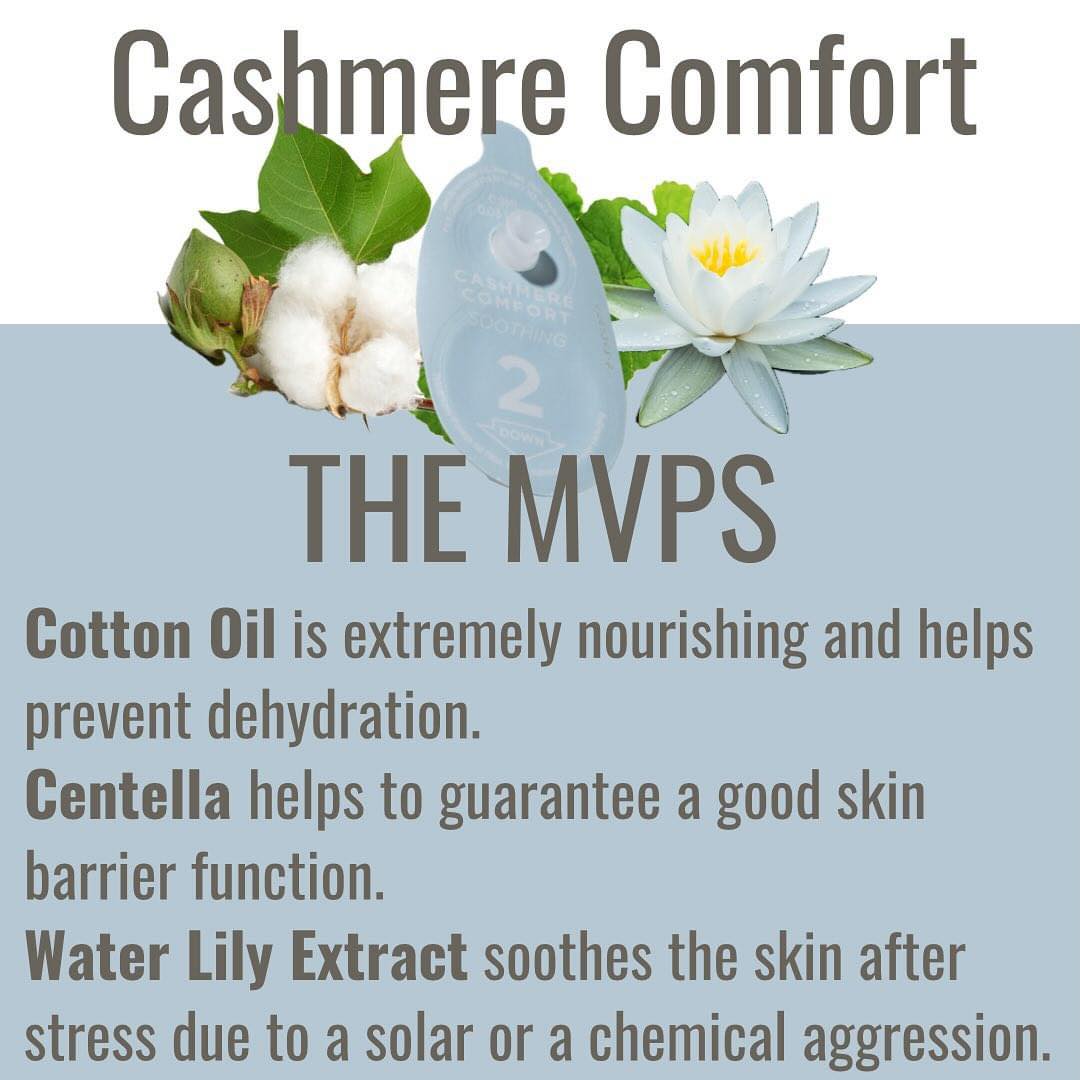 Cashmere Comfort
CASHMERE
COMFORT
SOOTHING
2
DOWN
THE MVPS
Cotton Oil is extremely nourishing and helps
prevent dehydration.
Centella helps to guarantee a good skin
barrier function.
Water Lily Extract soothes the skin after
stress due to a solar or a chemical aggression.